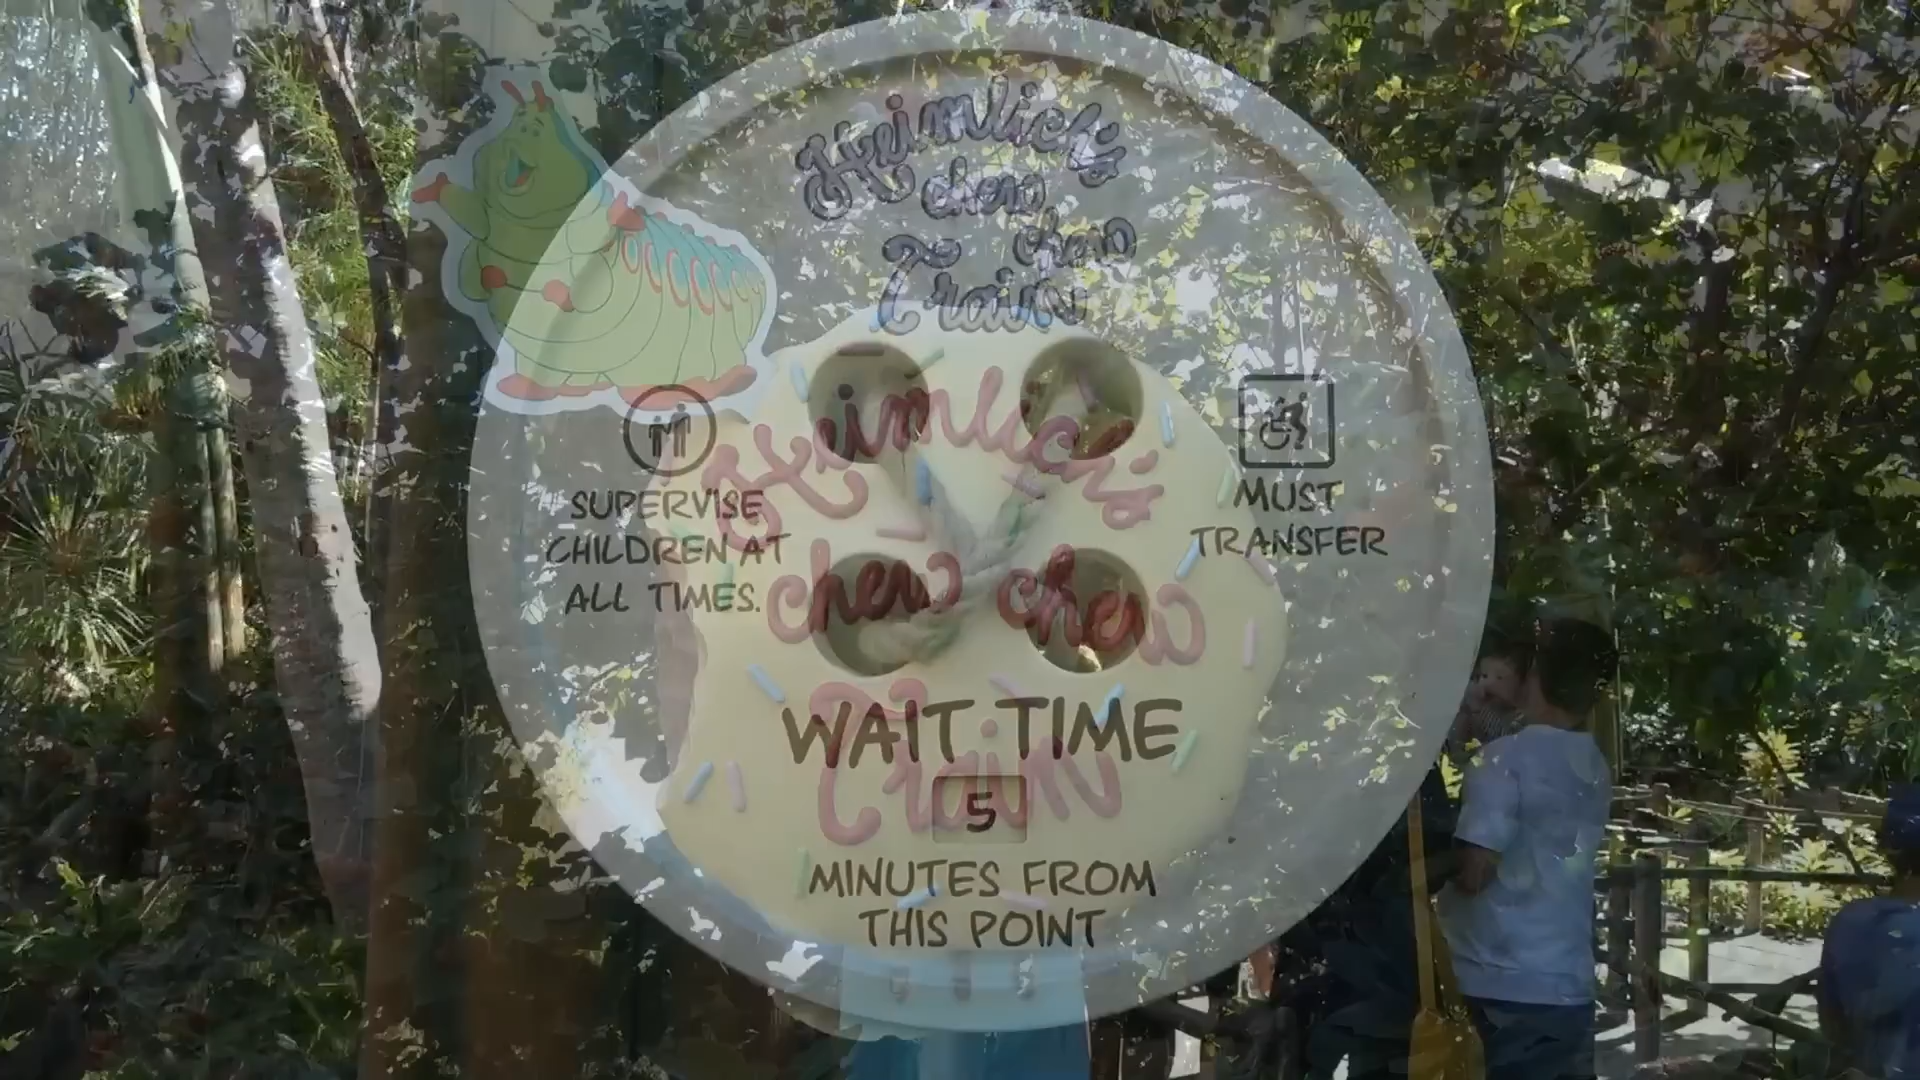 Heimlich's
chew
chew
Train
Heimlich's
chew chew
Train
SUPERVISE
CHILDREN AT
ALL TIMES.
MUST
TRANSFER
WAIT TIME
5
MINUTES FROM
THIS POINT